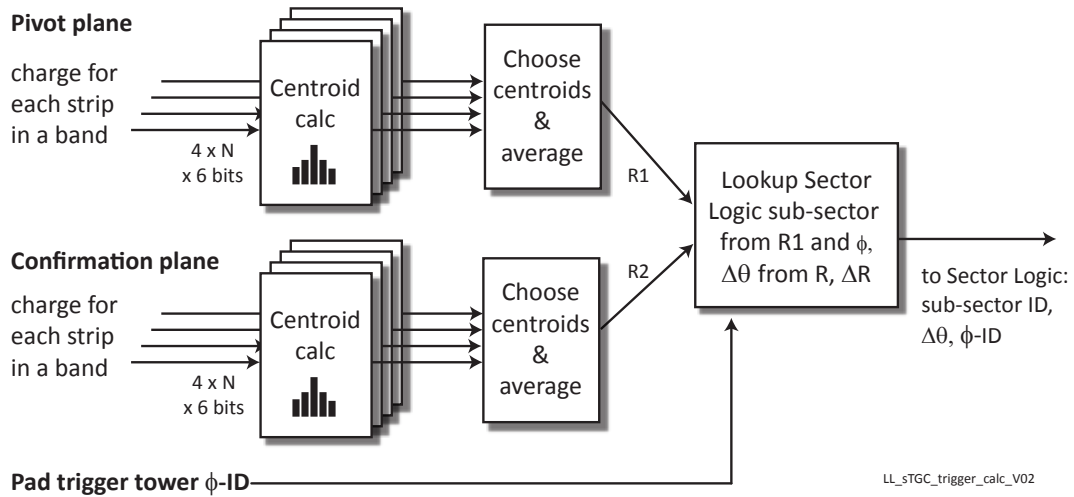 Pivot plane
charge for
each strip
in a band
4 x N
x 6 bits
Centroid
calc
Choose
centroids
&
average
R1
Confirmation plane
charge for
each strip
in a band
4 x N
x 6 bits
Centroid
calc
Choose
centroids
&
average
R2
Lookup Sector
Logic sub-sector
from R1 and ϕ,
Δθ from R, ΔR
to Sector Logic:
sub-sector ID,
Δθ, ϕ-ID
Pad trigger tower ϕ-ID
LL_sTGC_trigger_calc_V02